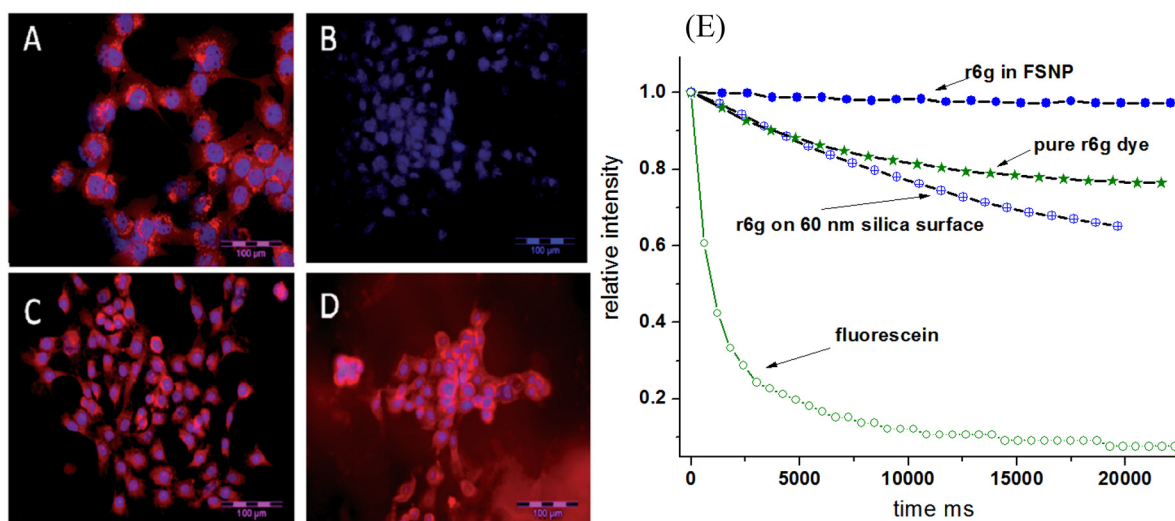 A
100 µm
B
100 µm
C
100 µm
D
100 µm
(E)
relative intensity
1.0
0.8
0.6
0.4
0.2
r6g in FSNP
pure r6g dye
r6g on 60 nm silica surface
fluorescein
0
5000
10000
15000
20000
time ms